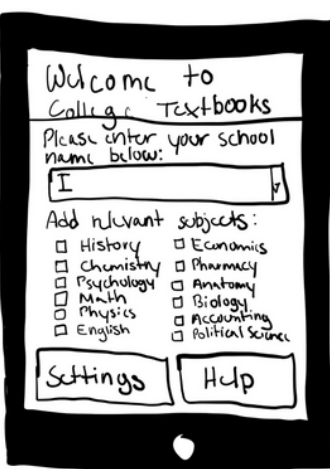 Welcome to
College Textbooks
Please enter your school
name below:
I
Add relevant subjects:
History
Chemistry
Psychology
Math
Physics
English
Economics
Pharmacy
Anatomy
Biology
Accounting
Political Science
Settings
Help